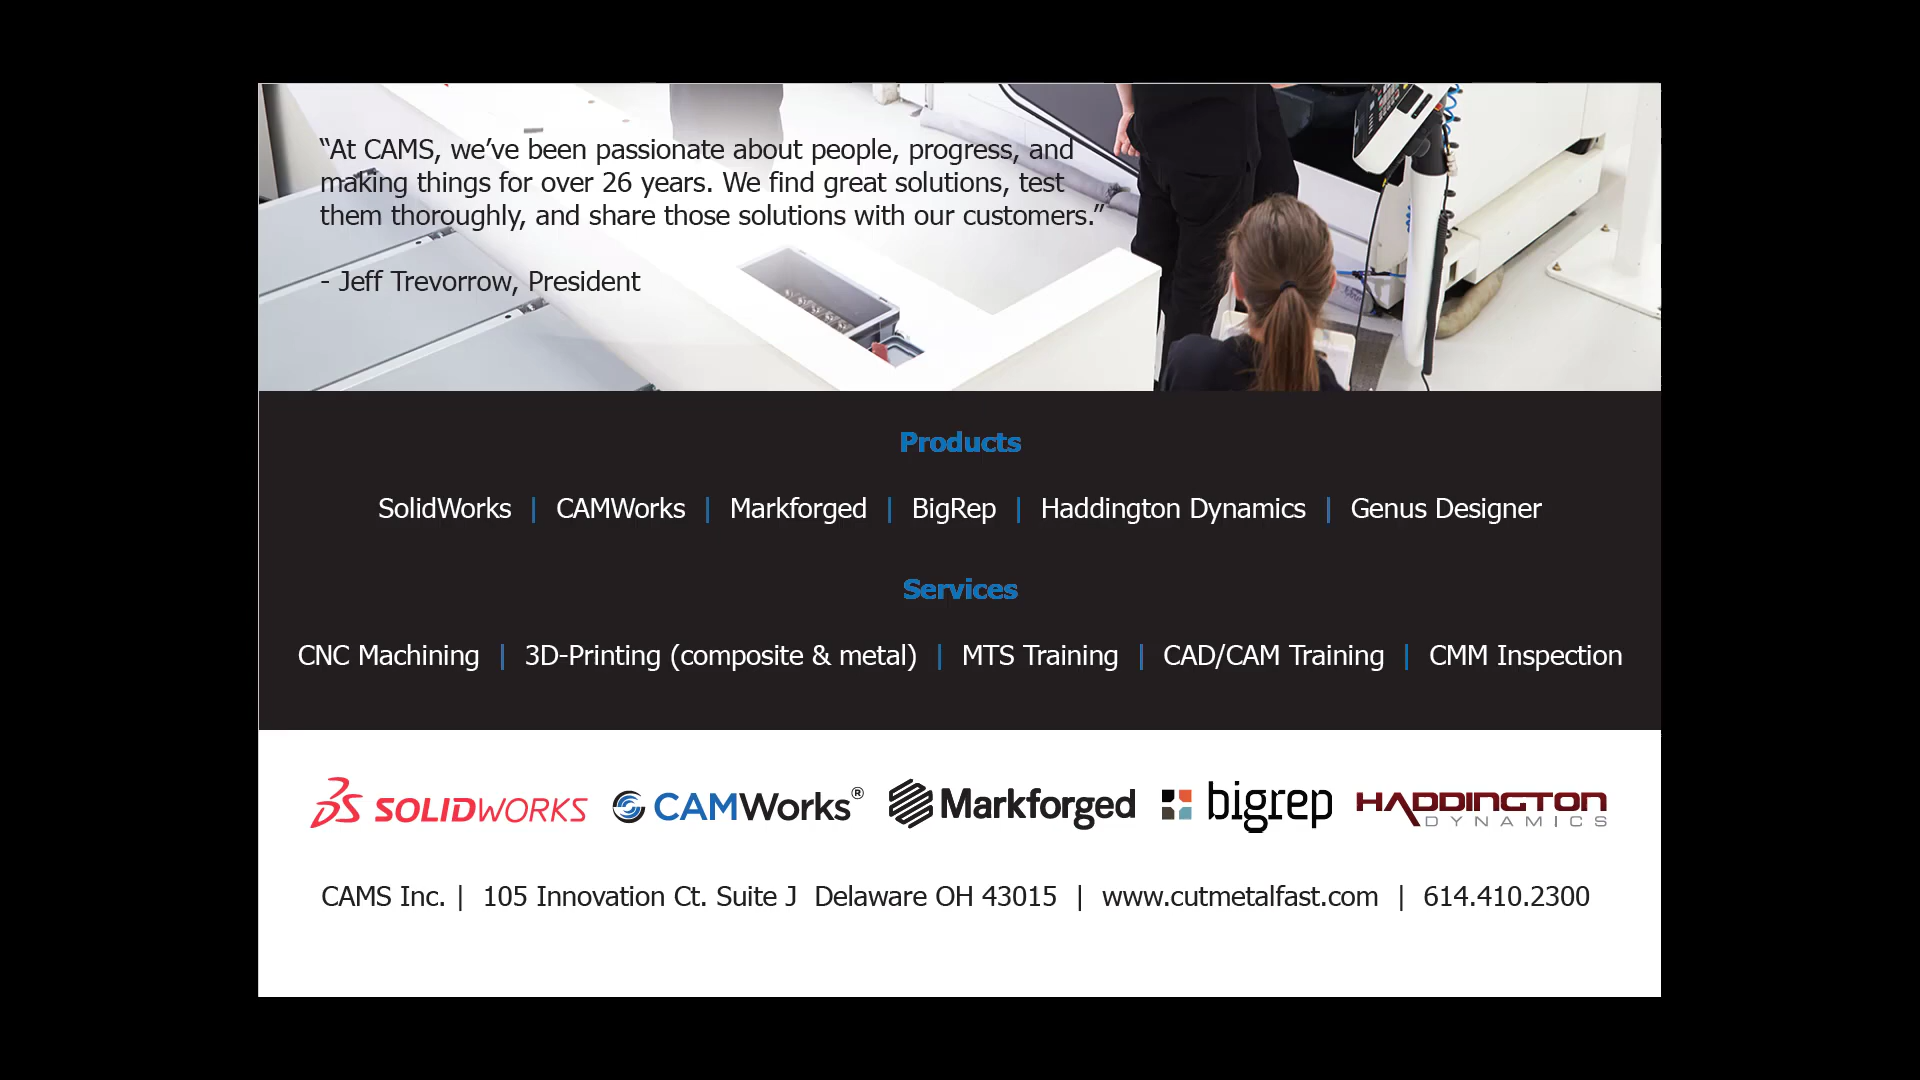 “At CAMS, we’ve been passionate about people, progress, and
making things for over 26 years. We find great solutions, test
them thoroughly, and share those solutions with our customers.”
- Jeff Trevorrow, President
Products
SolidWorks | CAMWorks | Markforged | BigRep | Haddington Dynamics | Genus Designer
Services
CNC Machining | 3D-Printing (composite & metal) | MTS Training | CAD/CAM Training | CMM Inspection
SOLIDWORKS CAMWorks® Markforged bigrep HADDINGTON DYNAMICS
CAMS Inc. | 105 Innovation Ct. Suite J Delaware OH 43015 | www.cutmetalfast.com | 614.410.2300